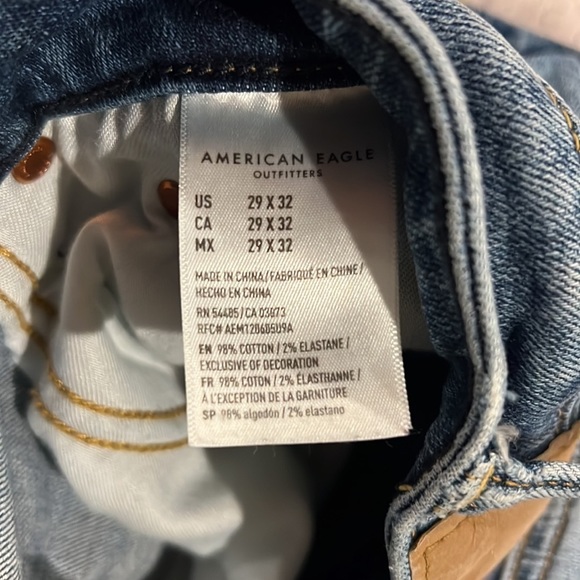 AMERICAN EAGLE
OUTFITTERS
US 29 X 32
CA 29 X 32
MX 29 X 32
MADE IN CHINA/FABRIQUÉ EN CHINE/
HECHO EN CHINA
RN 54485/CA 03673
RFC# AEM1206852U9A
EN 98% COTTON / 2% ELASTANE /
EXCLUSIVE OF DECORATION
FR 98% COTON / 2% ÉLASTHANNE /
À L'EXCEPTION DE LA GARNITURE
SP 98% algodón / 2% elastano